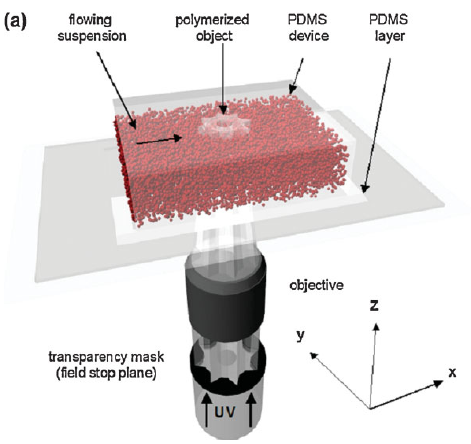 (a)
flowing
suspension
polymerized
object
PDMS
device
PDMS
layer
objective
transparency mask
(field stop plane)
UV
z
y
x